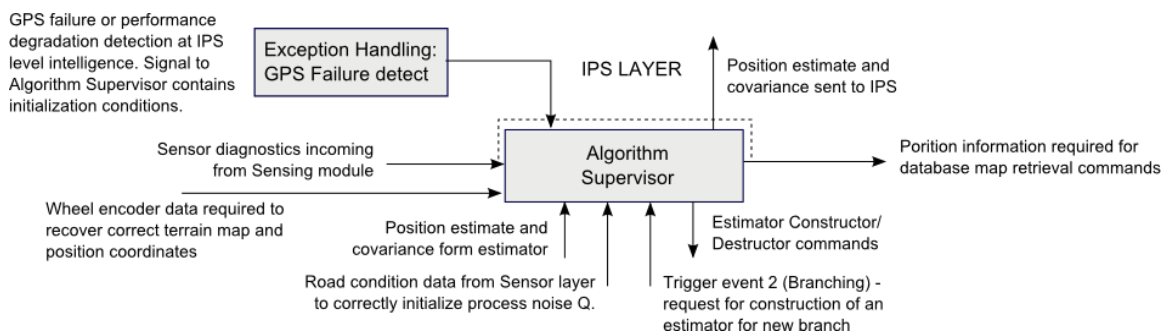 GPS failure or performance
degradation detection at IPS
level intelligence. Signal to
Algorithm Supervisor contains
initialization conditions.
Exception Handling:
GPS Failure detect
IPS LAYER
Position estimate and
covariance sent to IPS
Sensor diagnostics incoming
from Sensing module
Algorithm
Supervisor
Porition information required for
database map retrieval commands
Wheel encoder data required to
recover correct terrain map and
position coordinates
Position estimate and
covariance form estimator
Estimator Constructor/
Destructor commands
Road condition data from Sensor layer
to correctly initialize process noise Q.
Trigger event 2 (Branching) -
request for construction of an
estimator for new branch